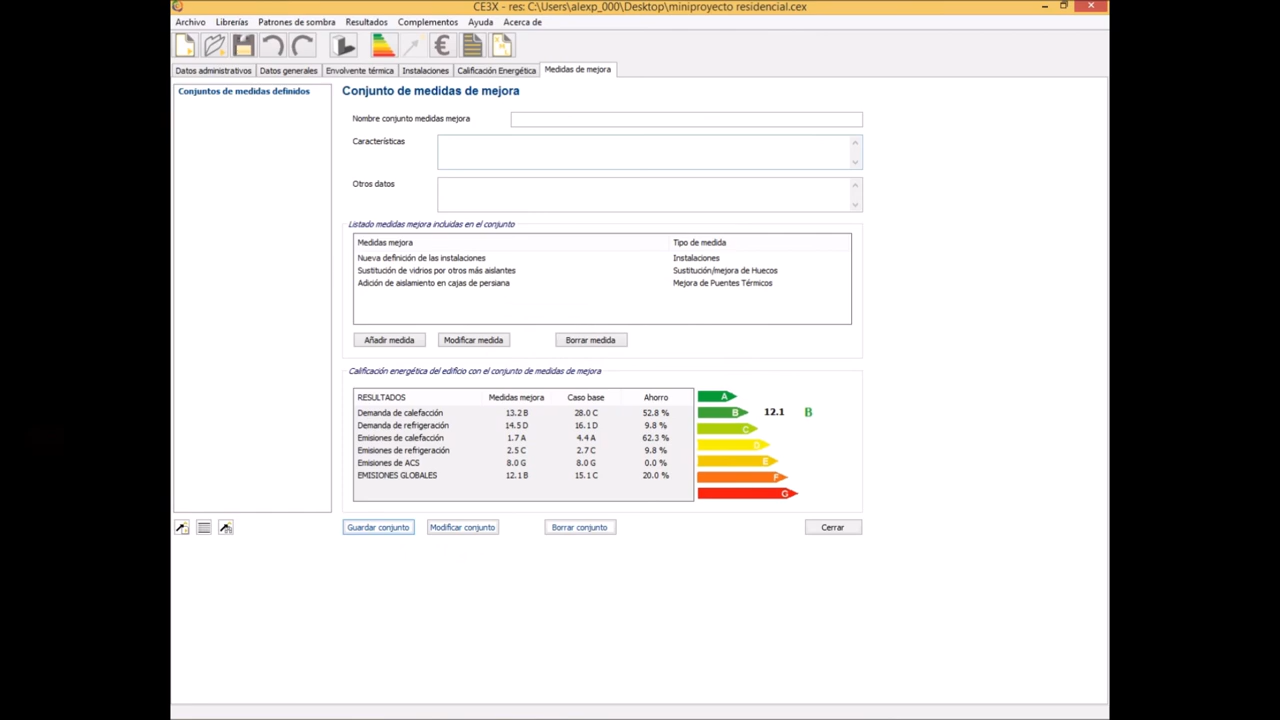 CE3X - res: C:\Users\alexp_000\Desktop\miniproyecto residencial.cex
Archivo Librerías Patrones de sombra Resultados Complementos Ayuda Acerca de
Datos administrativos Datos generales Envolvente térmica Instalaciones Calificación Energética Medidas de mejora
Conjuntos de medidas definidos
Conjunto de medidas de mejora
Nombre conjunto medidas mejora
Características
Otros datos
Listado medidas mejora incluidas en el conjunto
Medidas mejora Tipo de medida
Nueva definición de las instalaciones Instalaciones
Sustitución de vidrios por otros más aislantes Sustitución/mejora de Huecos
Adición de aislamiento en cajas de persiana Mejora de Puentes Térmicos
Añadir medida Modificar medida Borrar medida
Calificación energética del edificio con el conjunto de medidas de mejora
RESULTADOS Medidas mejora Caso base Ahorro
Demanda de calefacción 13.2 B 28.0 C 52.8 %
Demanda de refrigeración 14.5 D 16.1 D 9.8 %
Emisiones de calefacción 1.7 A 4.4 A 62.3 %
Emisiones de refrigeración 2.5 C 2.7 C 9.8 %
Emisiones de ACS 8.0 G 8.0 G 0.0 %
EMISIONES GLOBALES 12.1 B 15.1 C 20.0 %
A
B 12.1 B
C
D
E
F
G
Guardar conjunto Modificar conjunto Borrar conjunto Cerrar